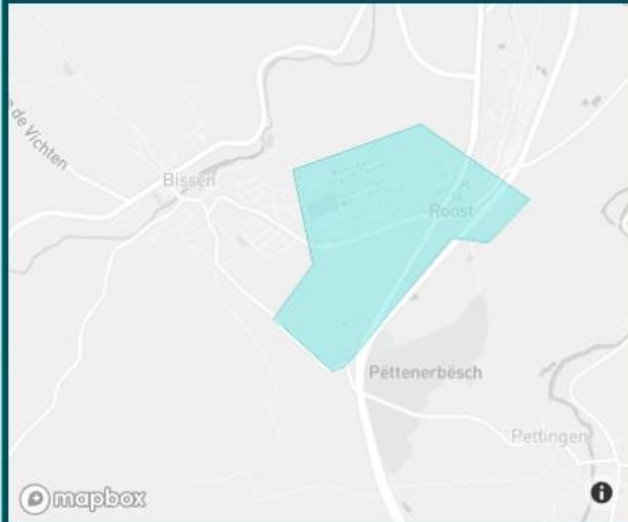 de Vichten
Bissen
Roost
Pëttenerbësch
Pettingen
mapbox